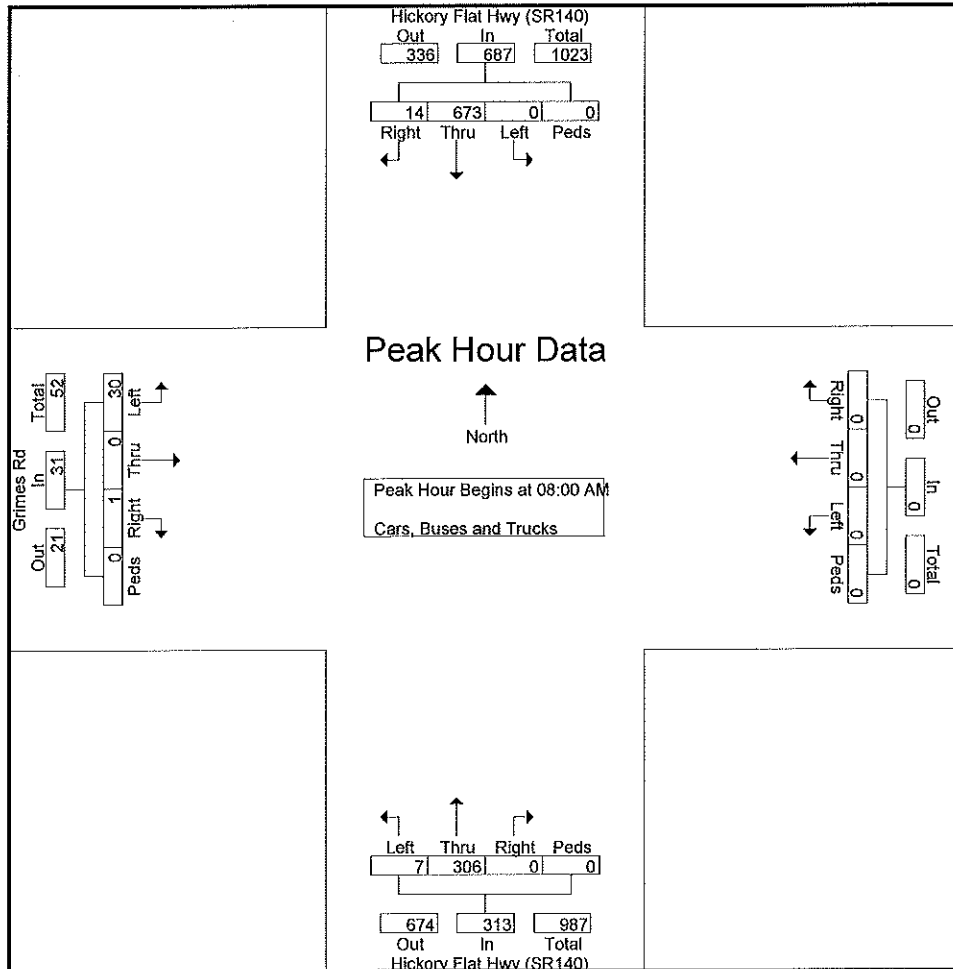 Hickory Flat Hwy (SR140)
Out In Total
336 687 1023
14 673 0 0
Right Thru Left Peds
Peak Hour Data
North
Peak Hour Begins at 08:00 AM
Cars, Buses and Trucks
Grimes Rd
Out In Total
21 31 52
30 0 1 0
Left Thru Right Peds
Right Thru Left Peds
0 0 0 0
Out In Total
0 0 0
Left Thru Right Peds
7 306 0 0
674 313 987
Out In Total
Hickory Flat Hwy (SR140)